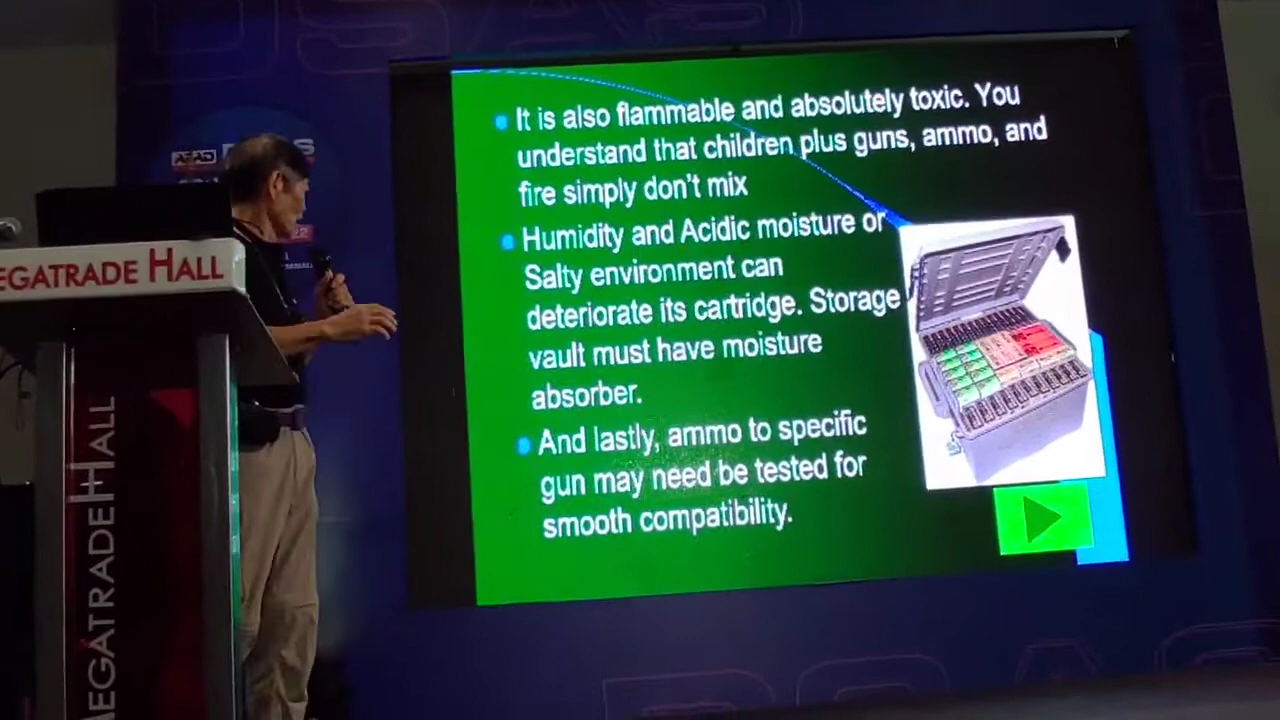 It is also flammable and absolutely toxic. You
understand that children plus guns, ammo, and
fire simply don't mix
Humidity and Acidic moisture or
Salty environment can
deteriorate its cartridge. Storage
vault must have moisture
absorber.
And lastly, ammo to specific
gun may need be tested for
smooth compatibility.
EGATRADE HALL
MEGATRADEHALL